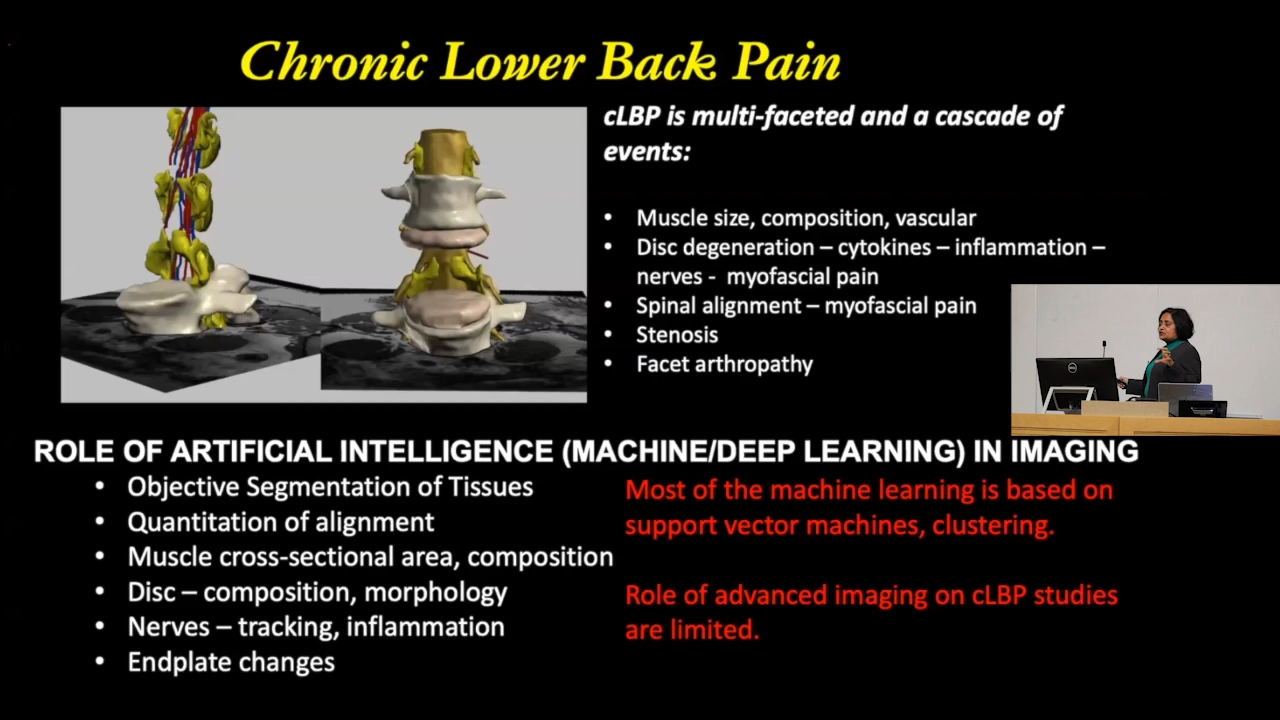 Chronic Lower Back Pain
cLBP is multi-faceted and a cascade of
events:
• Muscle size, composition, vascular
• Disc degeneration – cytokines – inflammation –
nerves - myofascial pain
• Spinal alignment – myofascial pain
• Stenosis
• Facet arthropathy
ROLE OF ARTIFICIAL INTELLIGENCE (MACHINE/DEEP LEARNING) IN IMAGING
• Objective Segmentation of Tissues
• Quantitation of alignment
• Muscle cross-sectional area, composition
• Disc – composition, morphology
• Nerves – tracking, inflammation
• Endplate changes
Most of the machine learning is based on
support vector machines, clustering.
Role of advanced imaging on cLBP studies
are limited.